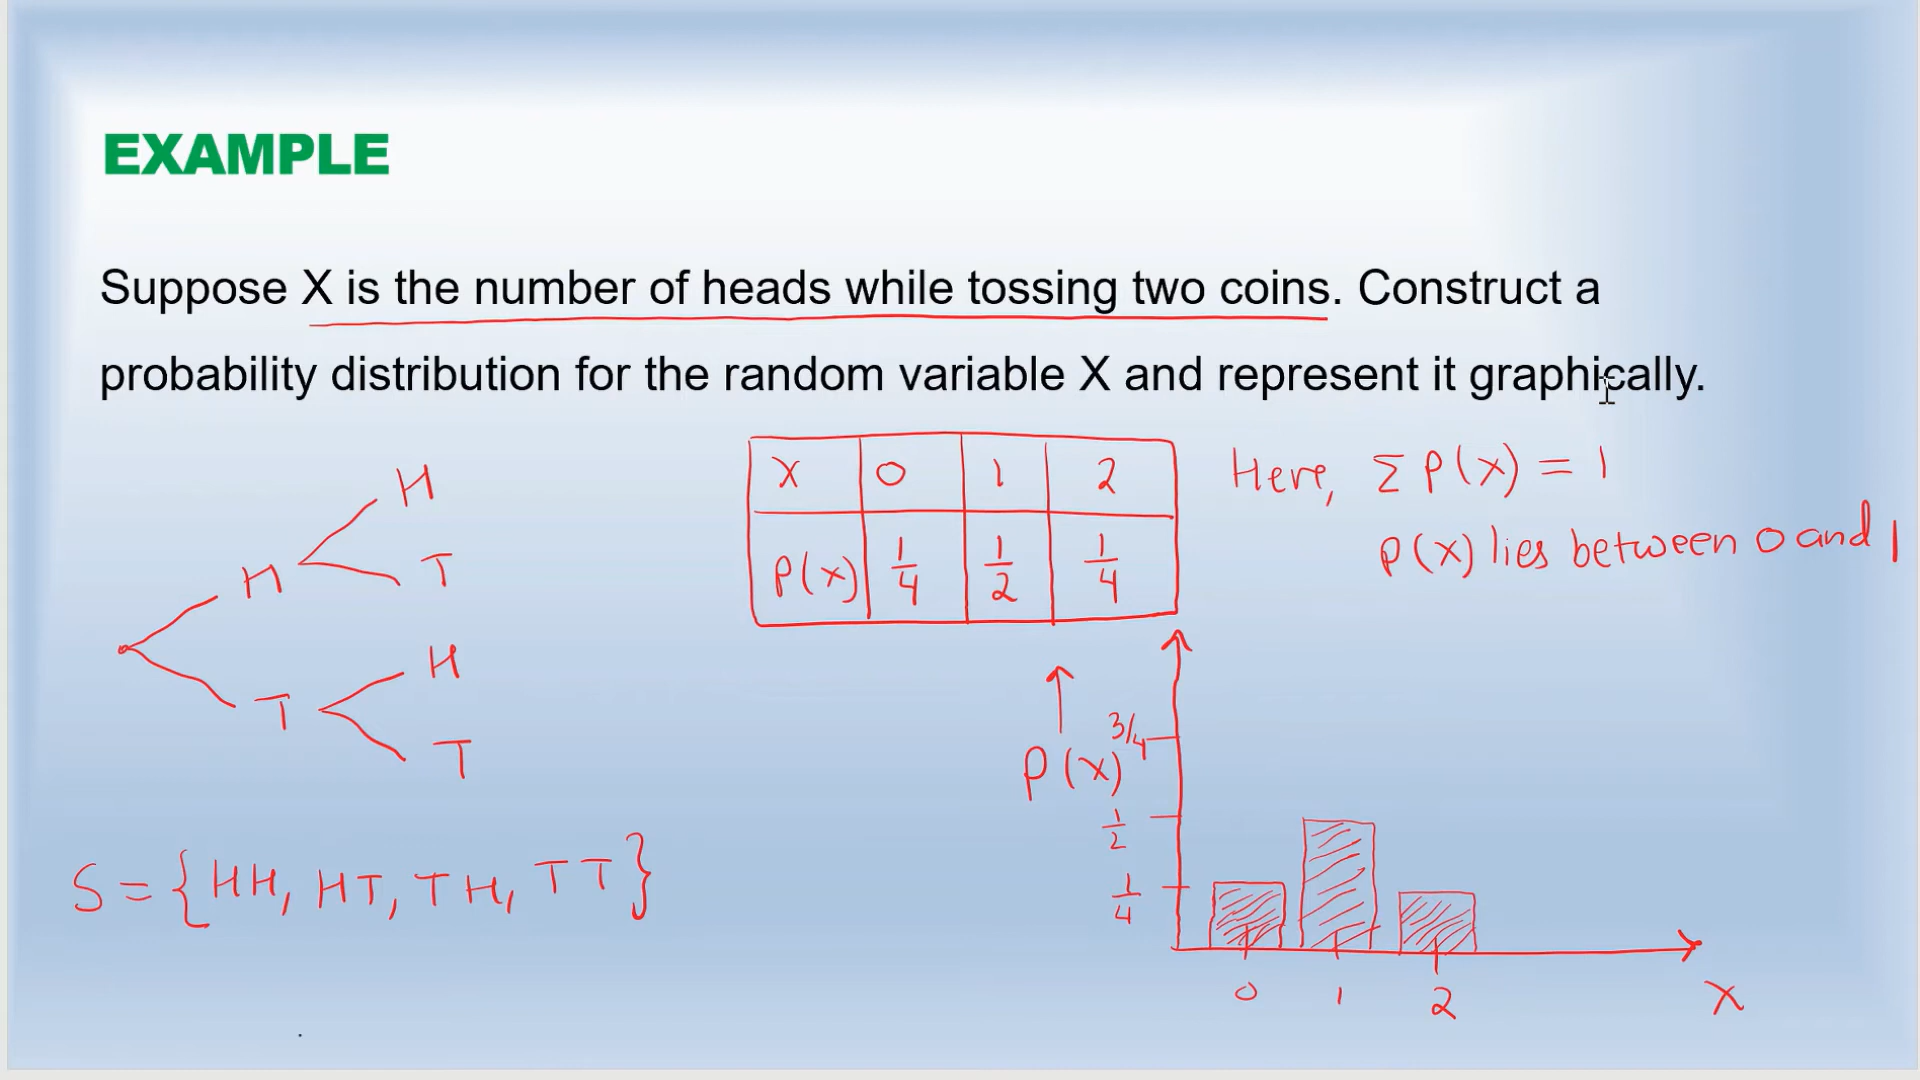 EXAMPLE
Suppose X is the number of heads while tossing two coins. Construct a
probability distribution for the random variable X and represent it graphically.
H
H
T
H
T
T
S = {HH, HT, TH, TT}
X 0 1 2
P(x) 1/4 1/2 1/4
Here, Σ P(x) = 1
P(x) lies between 0 and 1
P(x)
3/4
1/2
1/4
0 1 2
X